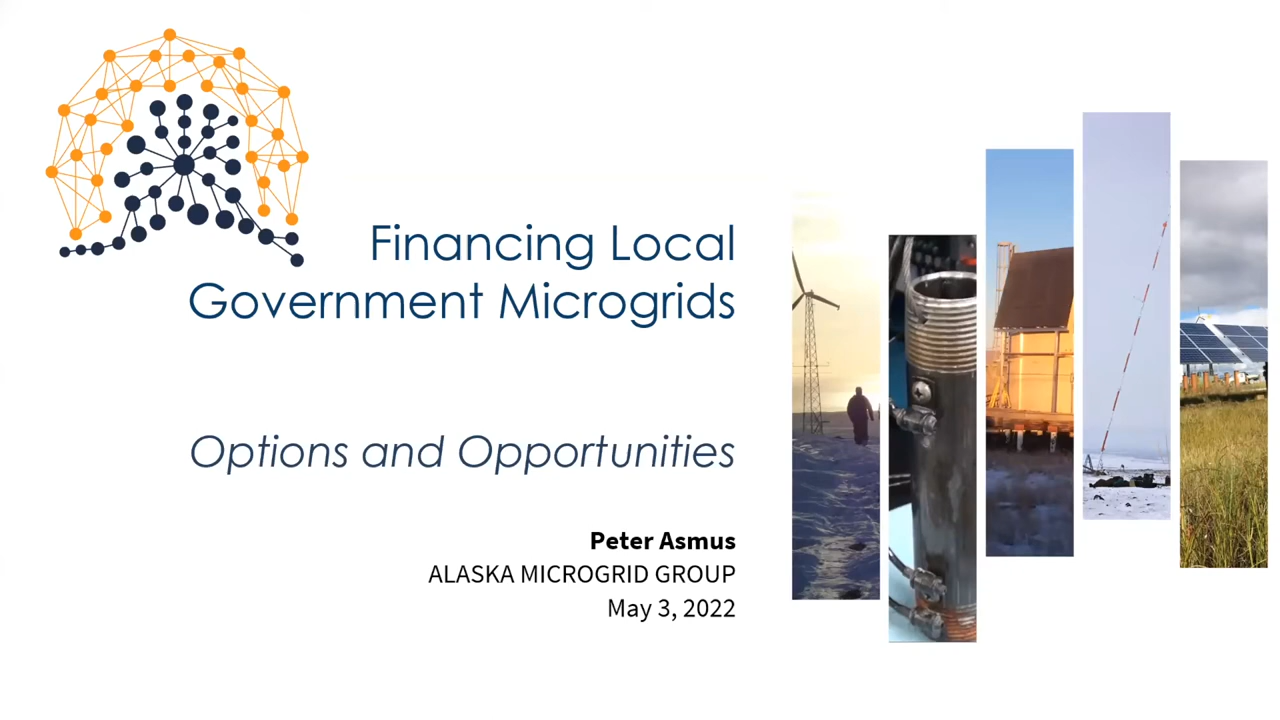 Financing Local
Government Microgrids
Options and Opportunities
Peter Asmus
ALASKA MICROGRID GROUP
May 3, 2022